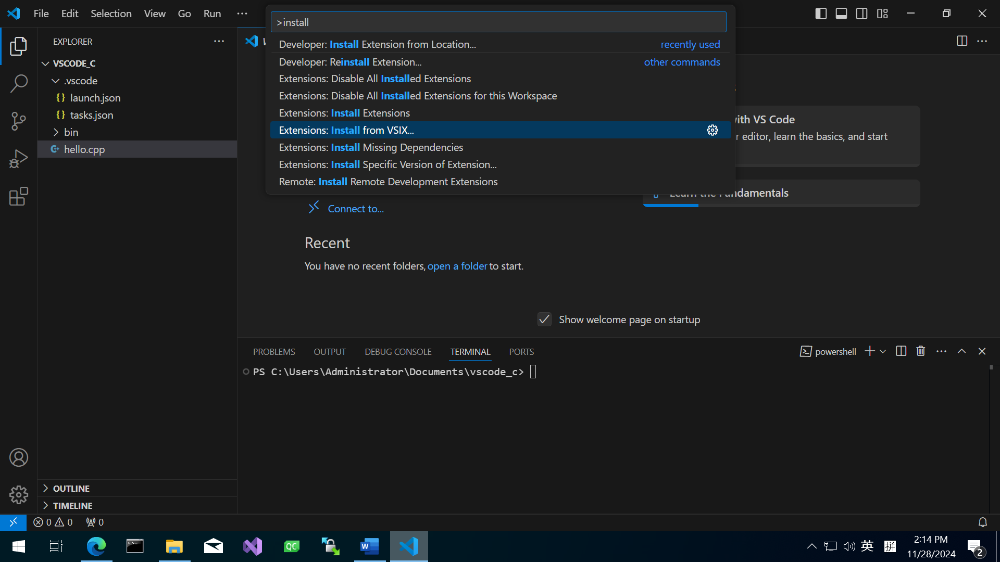 File Edit Selection View Go Run
>install
Developer: Install Extension from Location... recently used
Developer: Reinstall Extension... other commands
Extensions: Disable All Installed Extensions
Extensions: Disable All Installed Extensions for this Workspace
Extensions: Install Extensions
Extensions: Install from VSIX...
Extensions: Install Missing Dependencies
Extensions: Install Specific Version of Extension...
Remote: Install Remote Development Extensions
EXPLORER
VSCODE_C
.vscode
{} launch.json
{} tasks.json
bin
hello.cpp
OUTLINE
TIMELINE
with VS Code
editor, learn the basics, and start
Learn the Fundamentals
Connect to...
Recent
You have no recent folders, open a folder to start.
Show welcome page on startup
PROBLEMS OUTPUT DEBUG CONSOLE TERMINAL PORTS
powershell
PS C:\Users\Administrator\Documents\vscode_c>
0 0 0
QC
英 拼
2:14 PM
11/28/2024
2